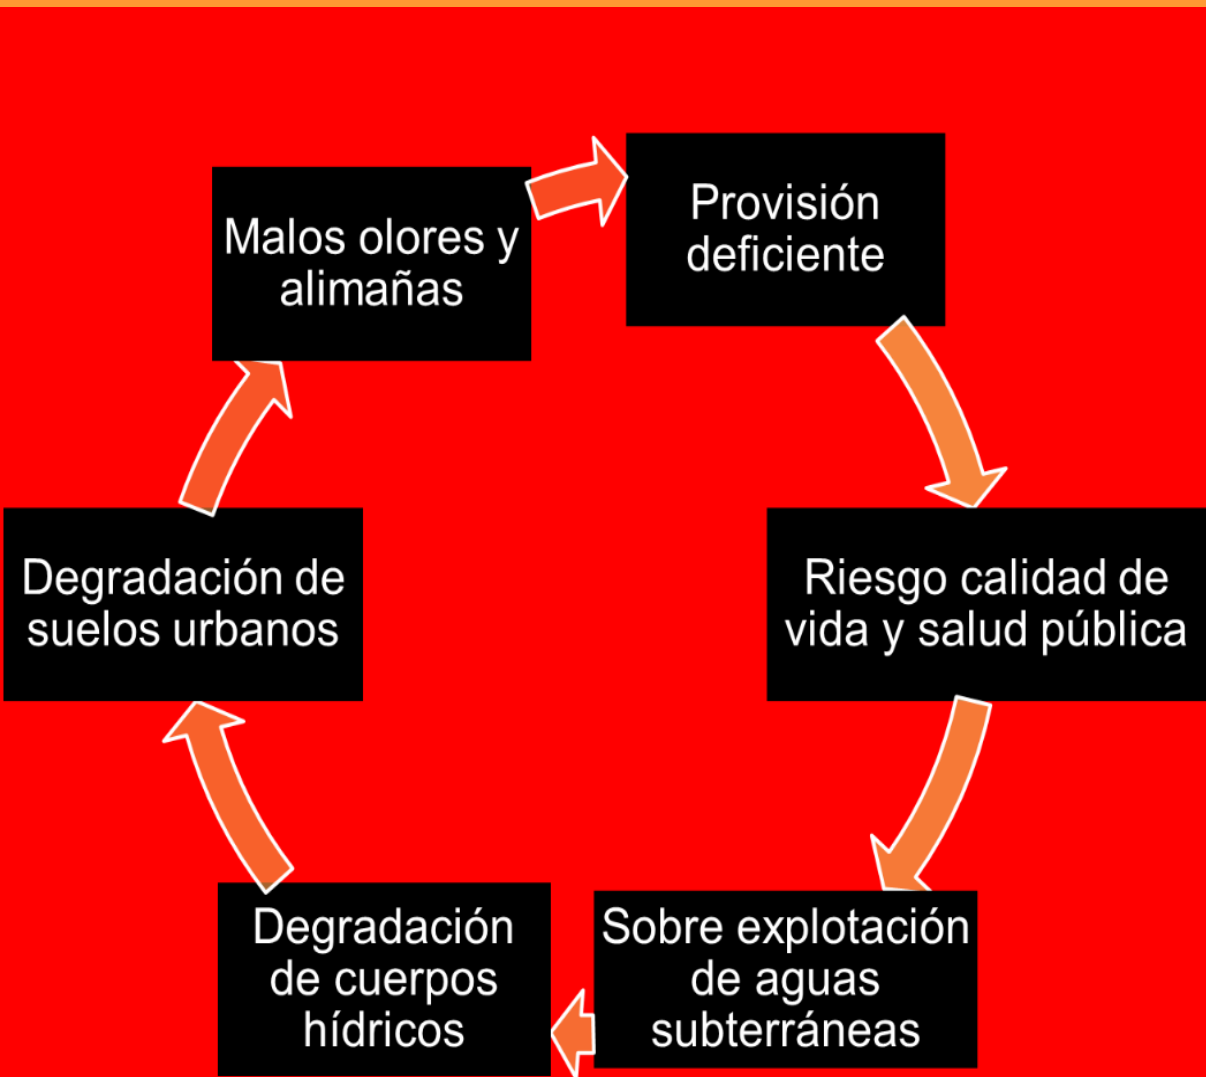 Provisión
deficiente
Riesgo calidad de
vida y salud pública
Sobre explotación
de aguas
subterráneas
Degradación
de cuerpos
hídricos
Degradación de
suelos urbanos
Malos olores y
alimañas